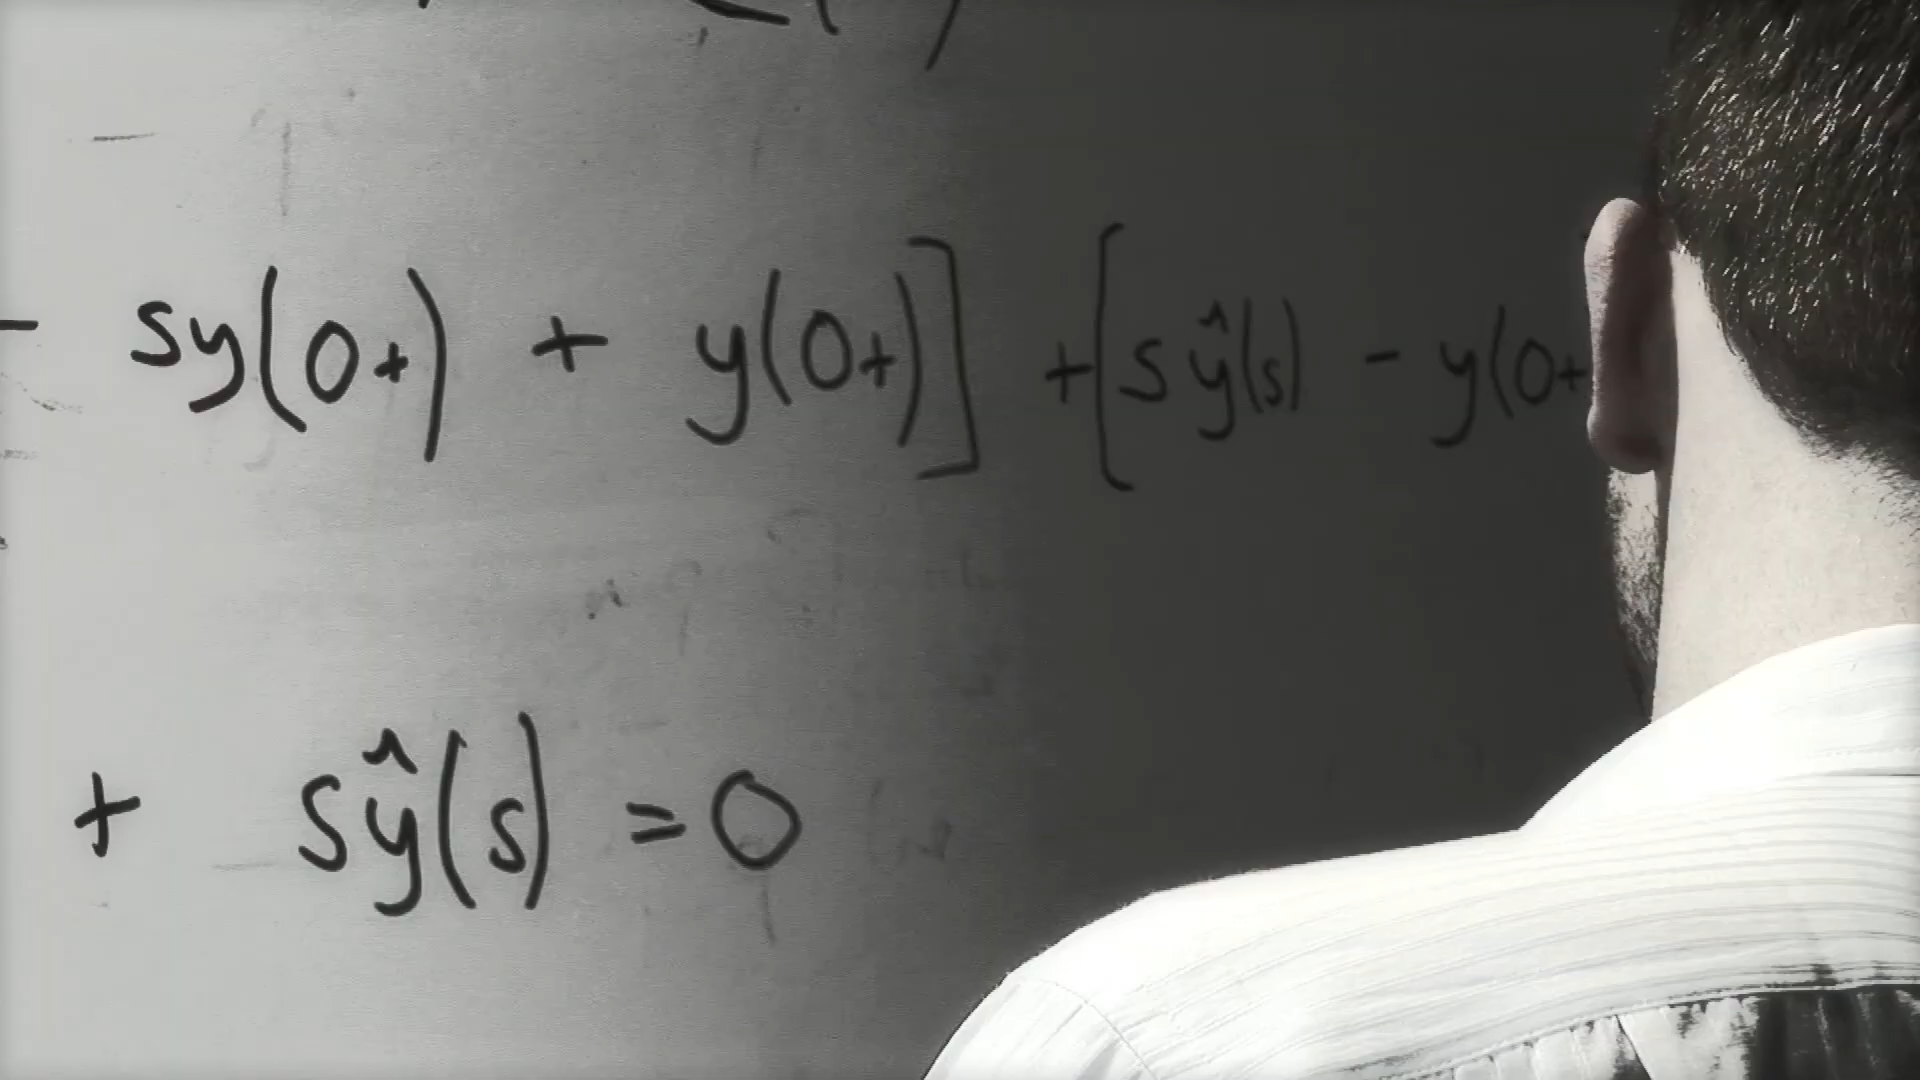 - sy(0+) + y(0+)] + [sŷ(s) - y(0+
+ sŷ(s) = 0